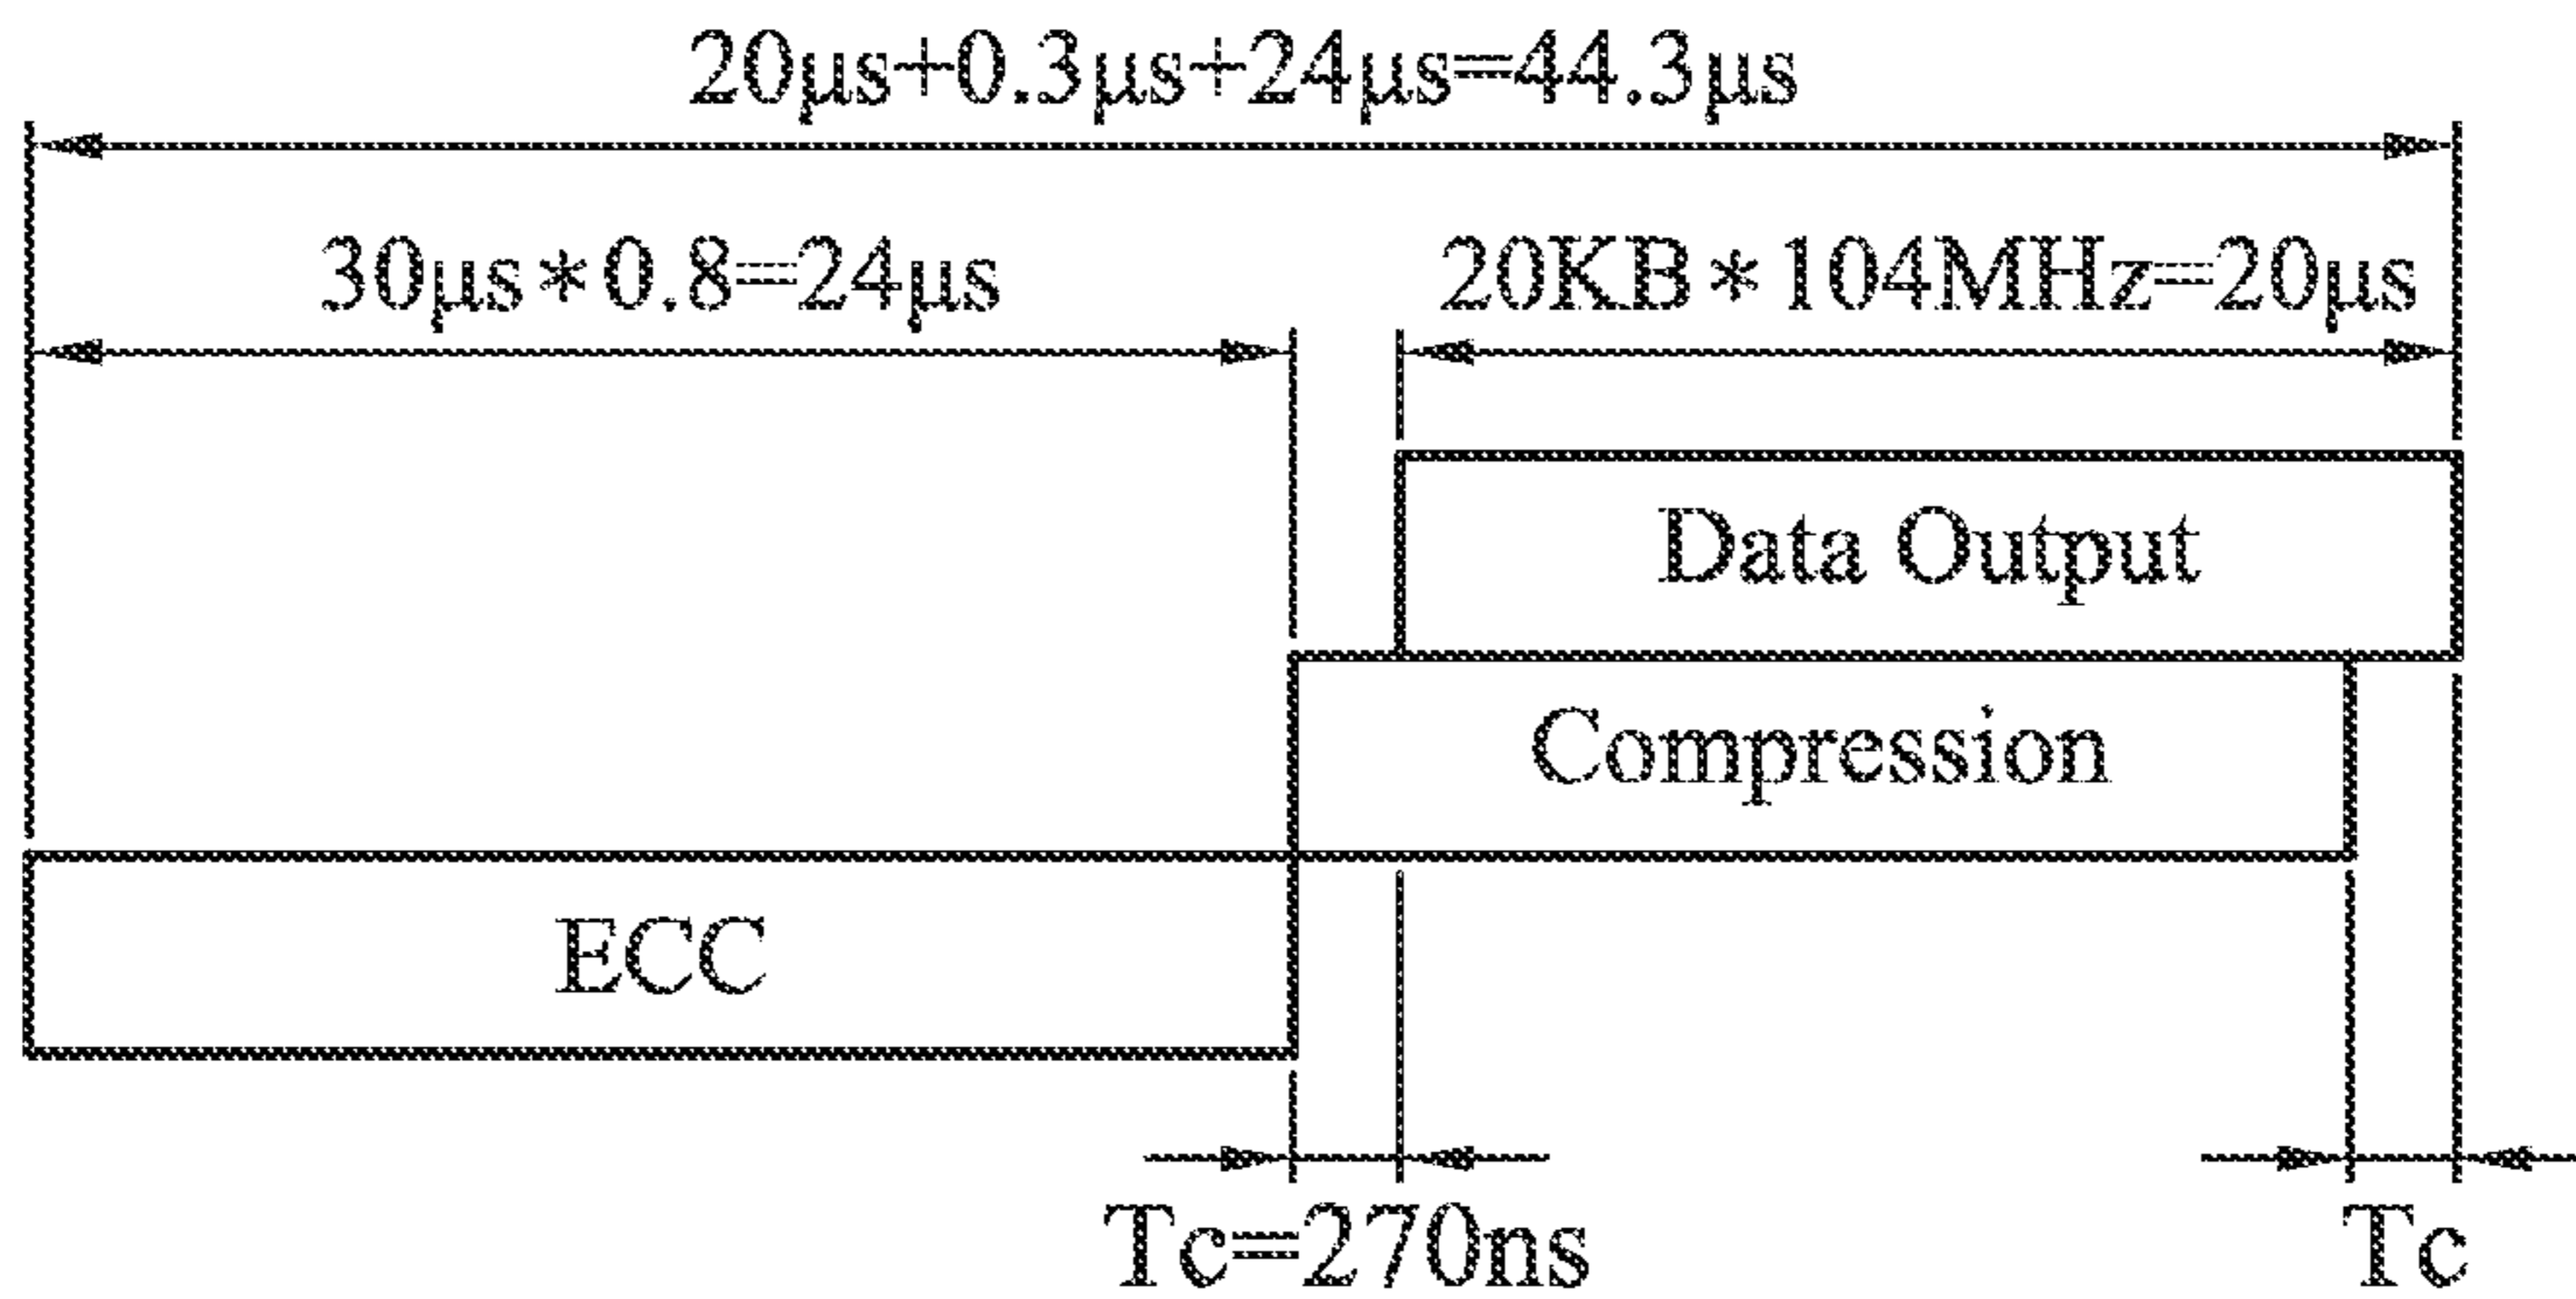 20µs+0.3µs+24µs=44.3µs
30µs*0.8=24µs
20KB*104MHz=20µs
Data Output
Compression
ECC
Tc=270ns
Tc